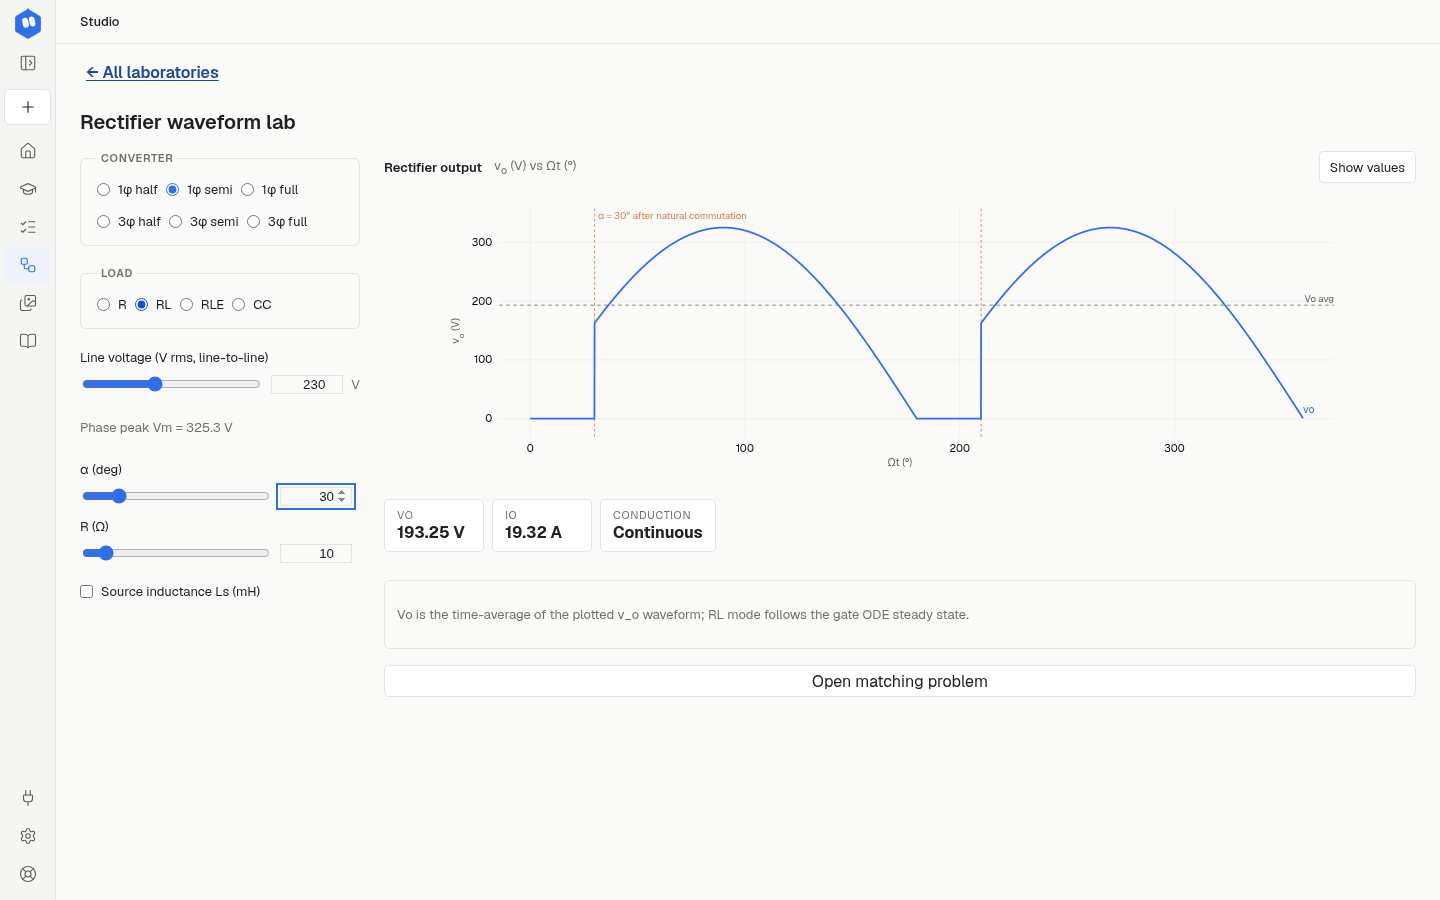 Studio
← All laboratories
Rectifier waveform lab
CONVERTER
1φ half 1φ semi 1φ full
3φ half 3φ semi 3φ full
LOAD
R RL RLE CC
Line voltage (V rms, line-to-line)
230 V
Phase peak Vm = 325.3 V
α (deg)
30
R (Ω)
10
Source inductance Ls (mH)
Rectifier output vo (V) vs Ωt (°)
Show values
α = 30° after natural commutation
300
200
100
0
vo (V)
Vo avg
vo
0 100 200 300
Ωt (°)
VO
193.25 V
IO
19.32 A
CONDUCTION
Continuous
Vo is the time-average of the plotted v_o waveform; RL mode follows the gate ODE steady state.
Open matching problem